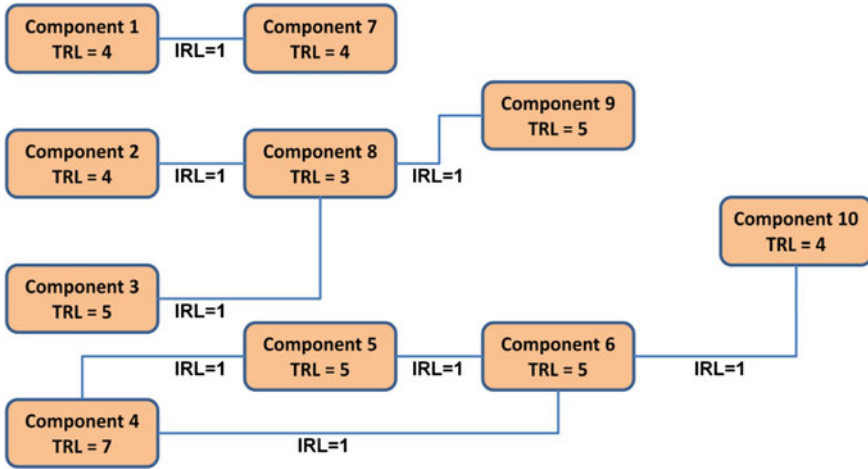 Component 1
TRL = 4
IRL=1
Component 7
TRL = 4
Component 9
TRL = 5
Component 2
TRL = 4
IRL=1
Component 8
TRL = 3
IRL=1
Component 10
TRL = 4
Component 3
TRL = 5
IRL=1
Component 5
TRL = 5
IRL=1
IRL=1
Component 6
TRL = 5
IRL=1
Component 4
TRL = 7
IRL=1